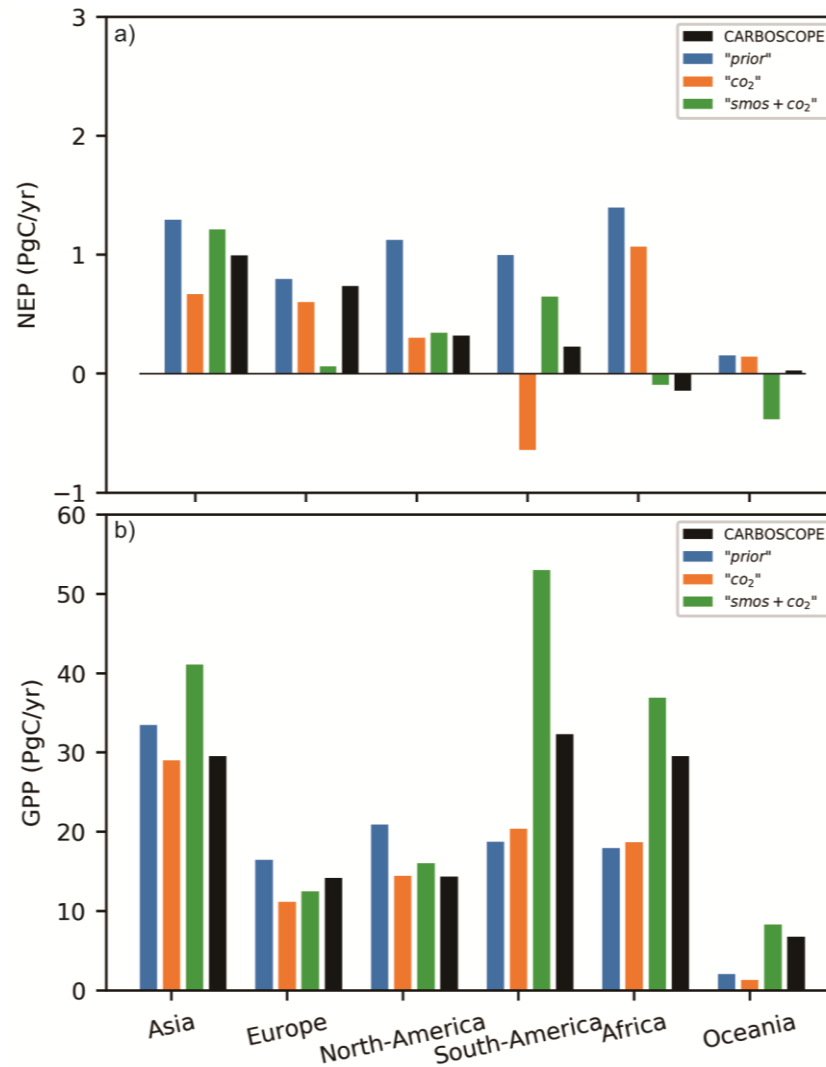 a)
CARBOSCOPE
"prior"
"co₂"
"smos + co₂"
NEP (PgC/yr)
3
2
1
0
−1
b)
CARBOSCOPE
"prior"
"co₂"
"smos + co₂"
GPP (PgC/yr)
60
50
40
30
20
10
0
Asia
Europe
North-America
South-America
Africa
Oceania